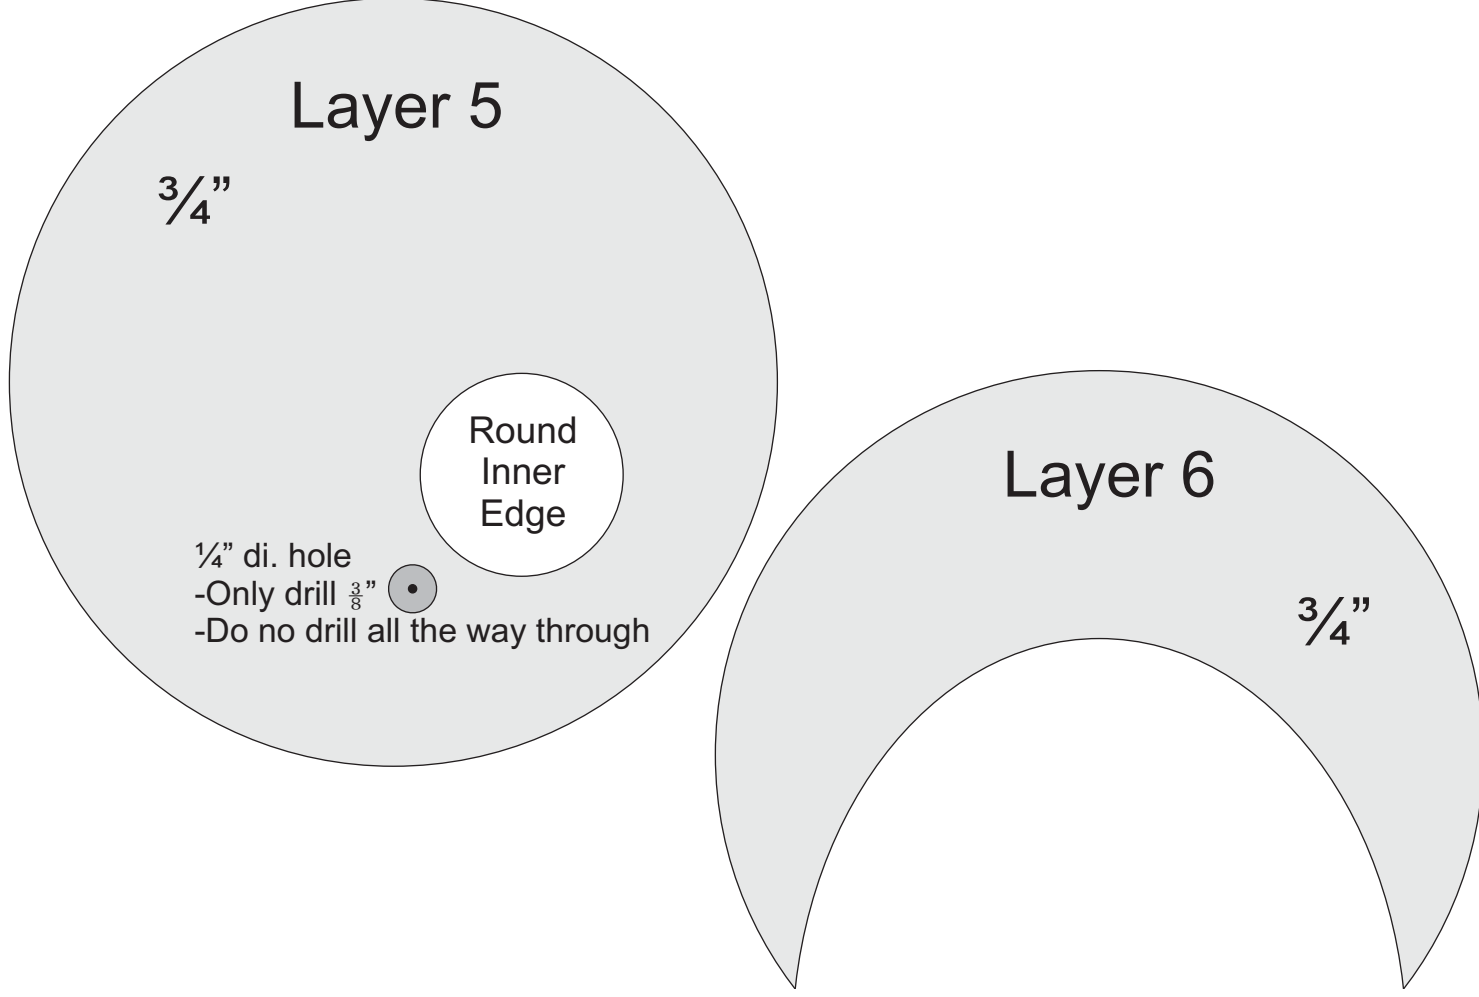 Layer 5
¾”
Round
Inner
Edge
¼” di. hole
-Only drill ⅜”
-Do no drill all the way through
Layer 6
¾”